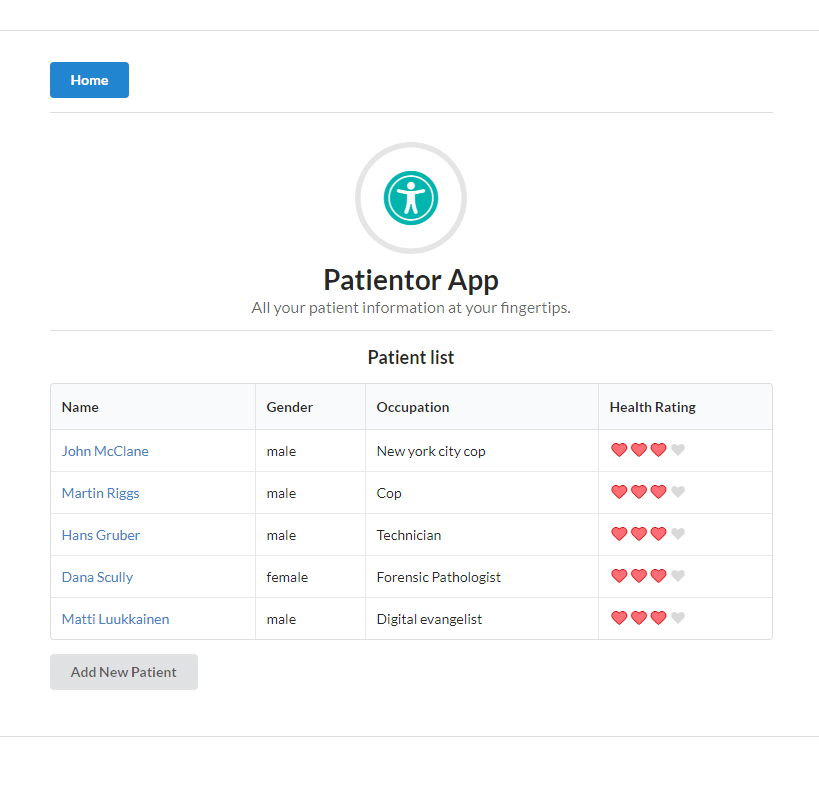 Home
Patientor App
All your patient information at your fingertips.
Patient list
Name Gender Occupation Health Rating
John McClane male New york city cop
Martin Riggs male Cop
Hans Gruber male Technician
Dana Scully female Forensic Pathologist
Matti Luukkainen male Digital evangelist
Add New Patient